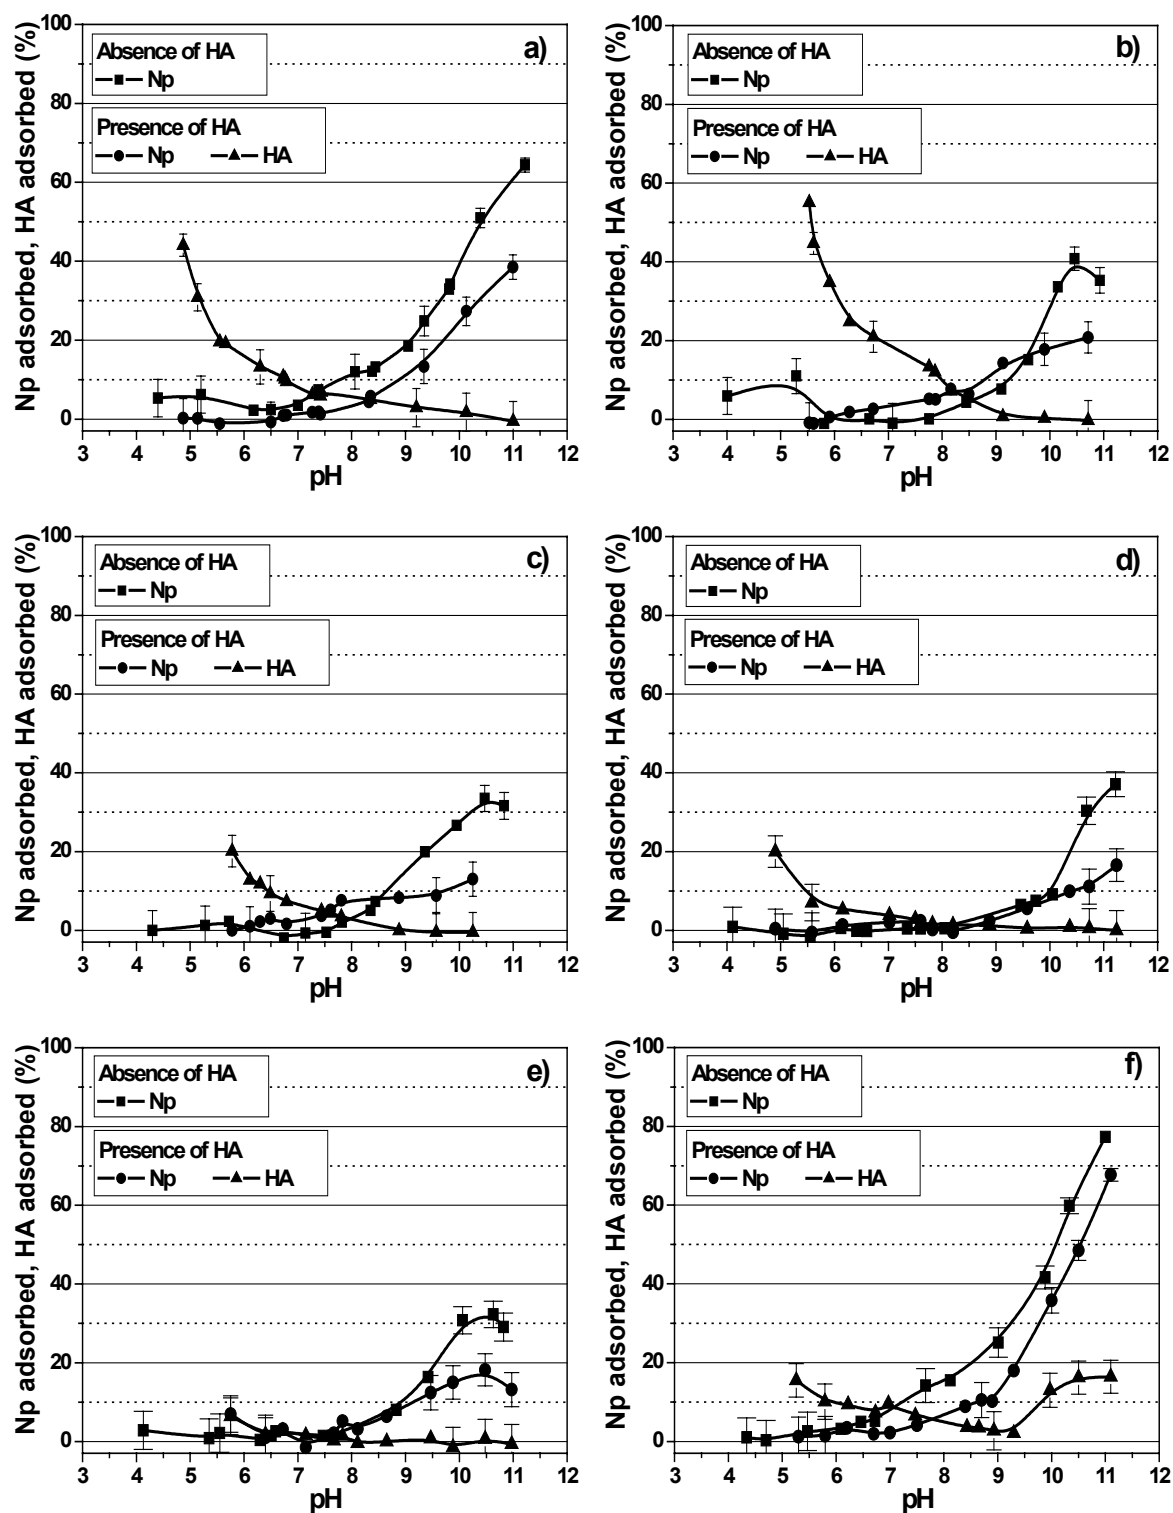 Np adsorbed, HA adsorbed (%)
100
80
60
40
20
0
Absence of HA
Np
Presence of HA
Np HA
a)
3 4 5 6 7 8 9 10 11 12
pH
Np adsorbed, HA adsorbed (%)
100
80
60
40
20
0
Absence of HA
Np
Presence of HA
Np HA
b)
3 4 5 6 7 8 9 10 11 12
pH
Np adsorbed, HA adsorbed (%)
100
80
60
40
20
0
Absence of HA
Np
Presence of HA
Np HA
c)
3 4 5 6 7 8 9 10 11 12
pH
Np adsorbed, HA adsorbed (%)
100
80
60
40
20
0
Absence of HA
Np
Presence of HA
Np HA
d)
3 4 5 6 7 8 9 10 11 12
pH
Np adsorbed, HA adsorbed (%)
100
80
60
40
20
0
Absence of HA
Np
Presence of HA
Np HA
e)
3 4 5 6 7 8 9 10 11 12
pH
Np adsorbed, HA adsorbed (%)
100
80
60
40
20
0
Absence of HA
Np
Presence of HA
Np HA
f)
3 4 5 6 7 8 9 10 11 12
pH